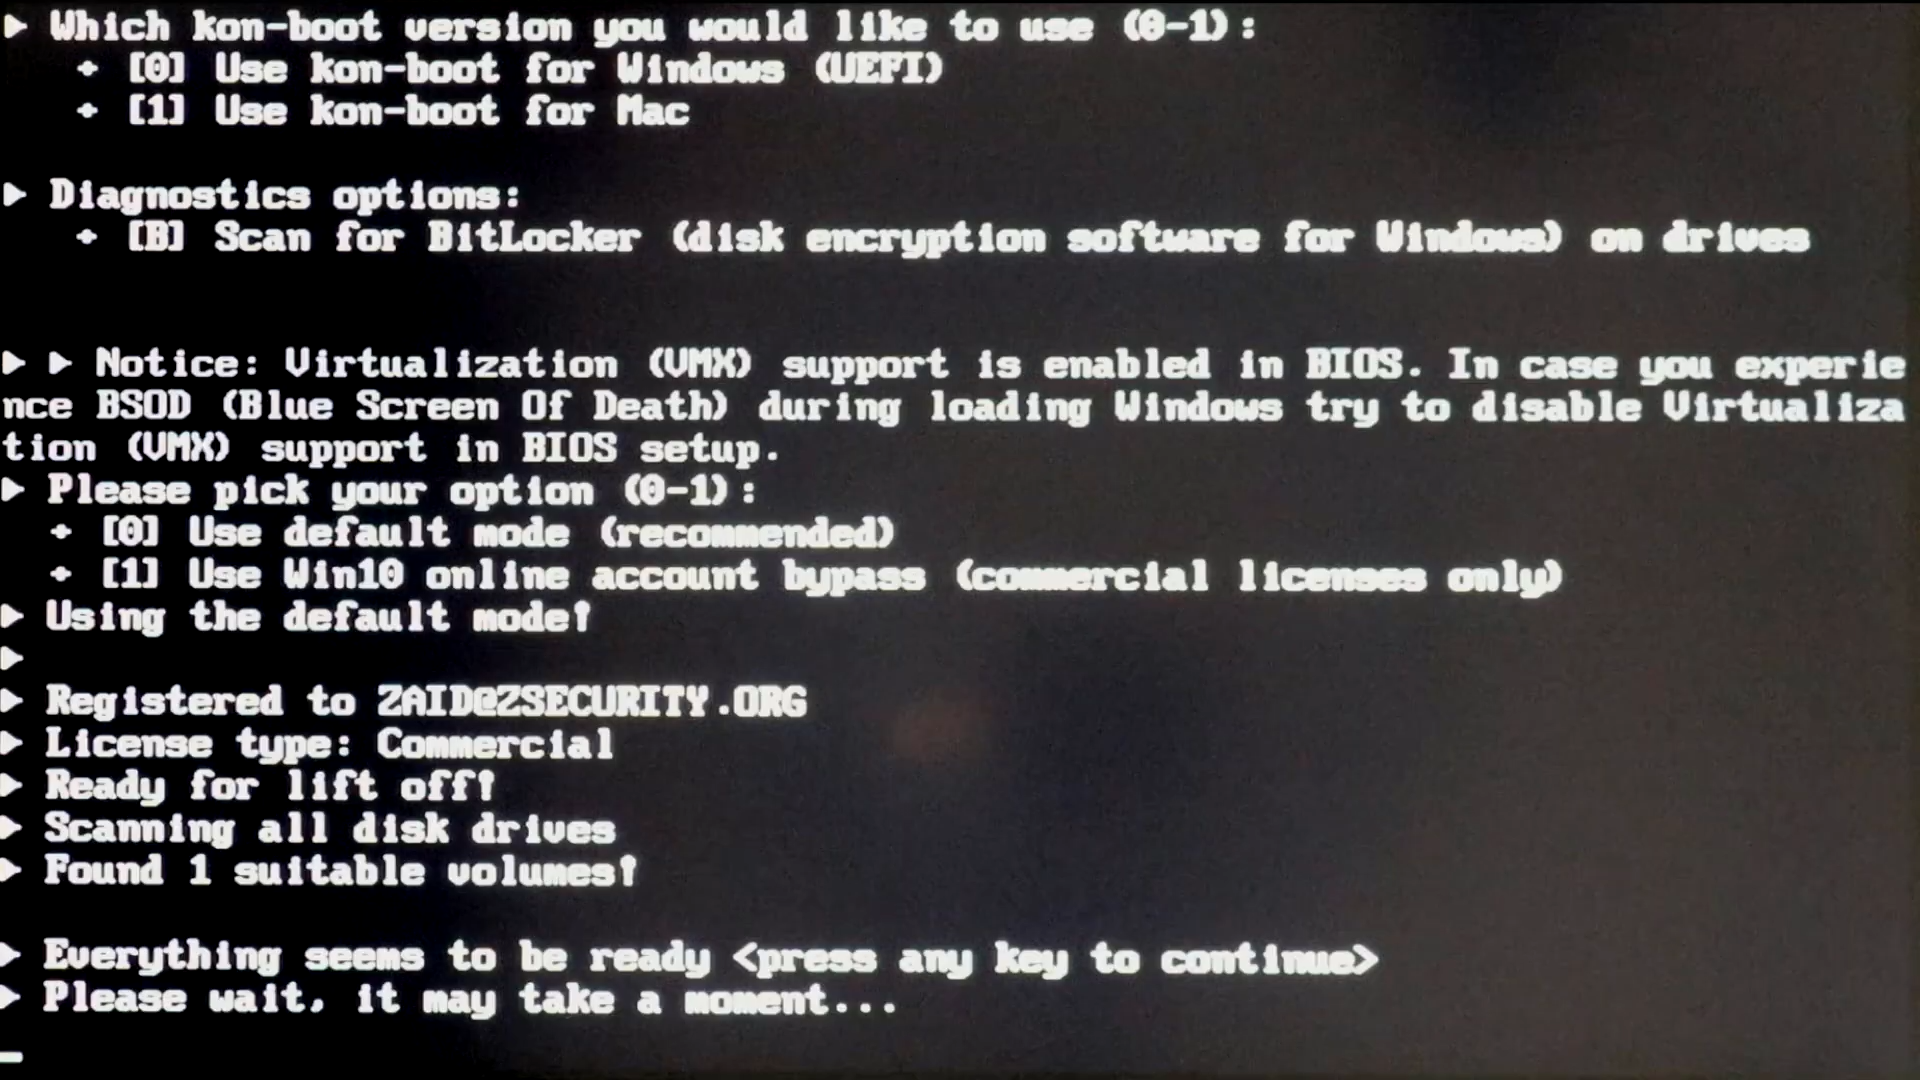 ► Which kon-boot version you would like to use (0-1):
+ [0] Use kon-boot for Windows (UEFI)
+ [1] Use kon-boot for Mac
► Diagnostics options:
+ [B] Scan for BitLocker (disk encryption software for Windows) on drives
► ► Notice: Virtualization (VMX) support is enabled in BIOS. In case you experie
nce BSOD (Blue Screen Of Death) during loading Windows try to disable Virtualiza
tion (VMX) support in BIOS setup.
► Please pick your option (0-1):
+ [0] Use default mode (recommended)
+ [1] Use Win10 online account bypass (commercial licenses only)
► Using the default mode!
►
► Registered to ZAID@ZSECURITY.ORG
► License type: Commercial
► Ready for lift off!
► Scanning all disk drives
► Found 1 suitable volumes!
► Everything seems to be ready <press any key to continue>
► Please wait, it may take a moment...